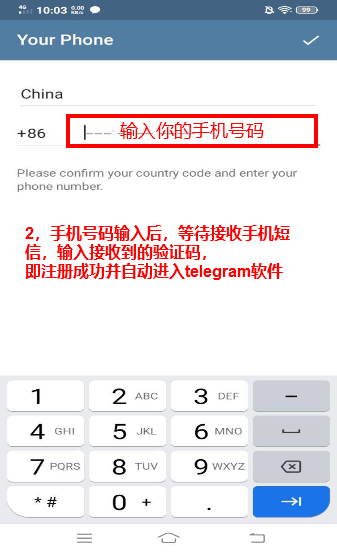 4G 10:03 0.00 KB/s 99
Your Phone
China
+86 输入你的手机号码
Please confirm your country code and enter your
phone number.
2，手机号码输入后，等待接收手机短
信，输入接收到的验证码，
即注册成功并自动进入telegram软件
1 2 ABC 3 DEF –
4 GHI 5 JKL 6 MNO
7 PQRS 8 TUV 9 WXYZ
* # 0 + .